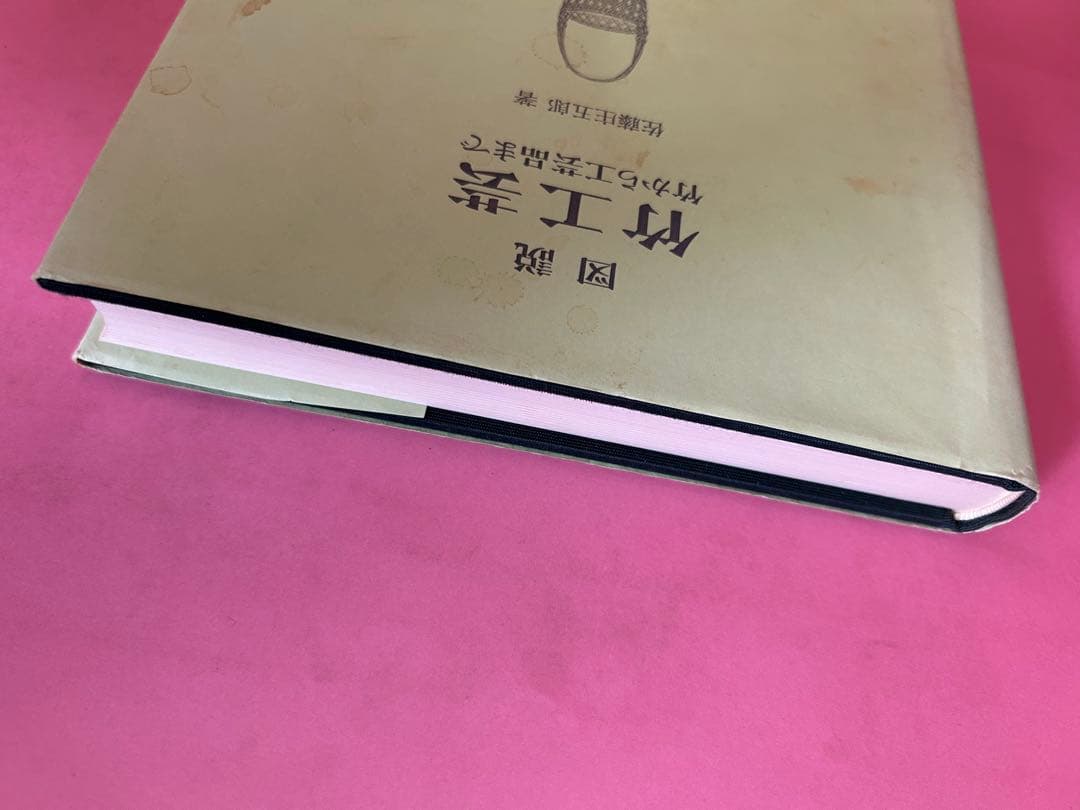 図説
竹工芸
竹から工芸品まで
佐藤庄五郎 著